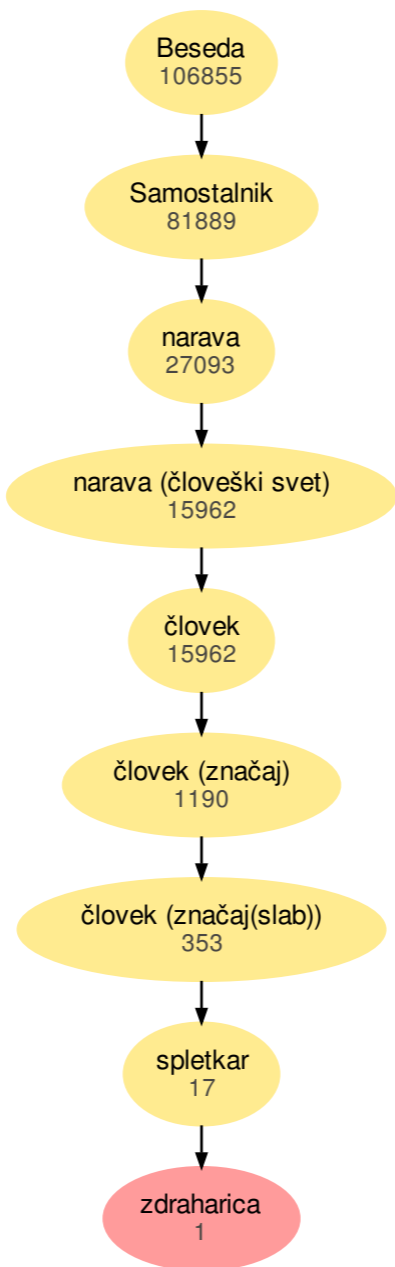 Beseda
106855
Samostalnik
81889
narava
27093
narava (človeški svet)
15962
človek
15962
človek (značaj)
1190
človek (značaj(slab))
353
spletkar
17
zdraharica
1